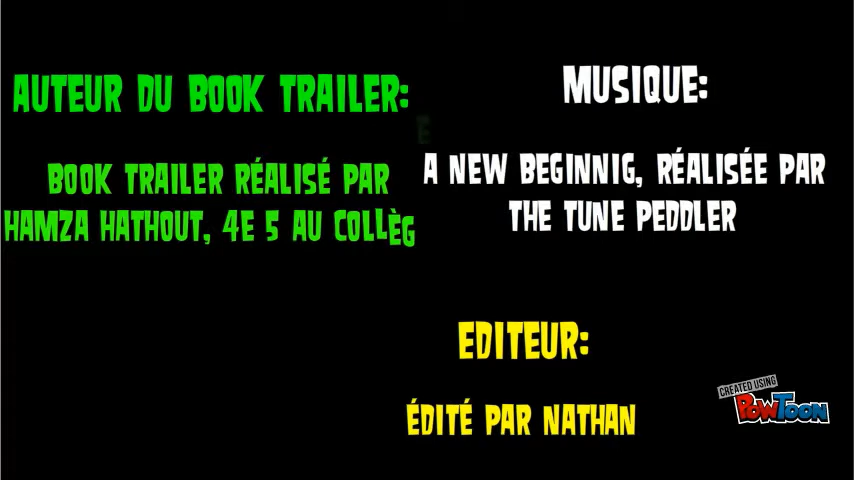 AUTEUR DU BOOK TRAILER:
BOOK TRAILER RÉALISÉ PAR
HAMZA HATHOUT, 4E 5 AU COLLÈG
E
MUSIQUE:
A NEW BEGINNIG, RÉALISÉE PAR
THE TUNE PEDDLER
EDITEUR:
ÉDITÉ PAR NATHAN
CREATED USING
POWTOON